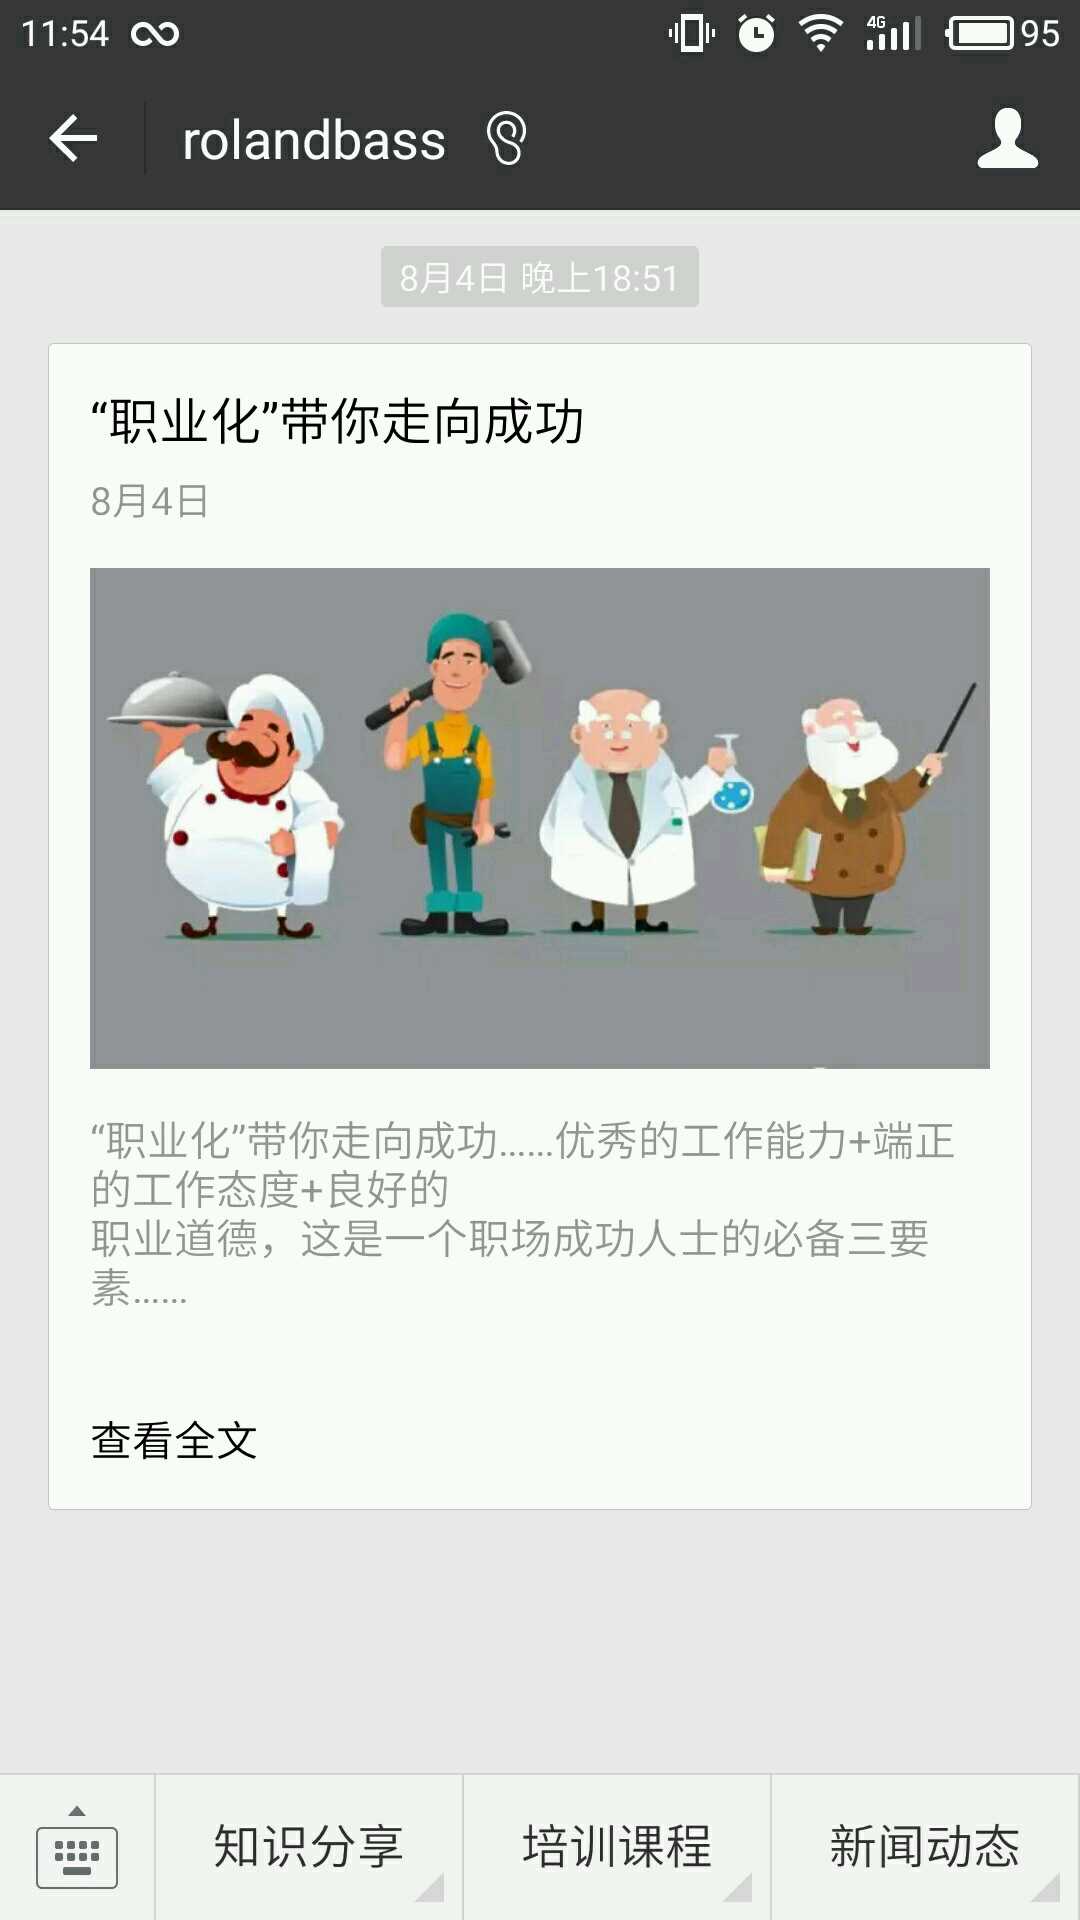 11:54
4G
95
rolandbass
8月4日 晚上18:51
“职业化”带你走向成功
8月4日
“职业化”带你走向成功......优秀的工作能力+端正
的工作态度+良好的
职业道德，这是一个职场成功人士的必备三要
素......
查看全文
知识分享
培训课程
新闻动态